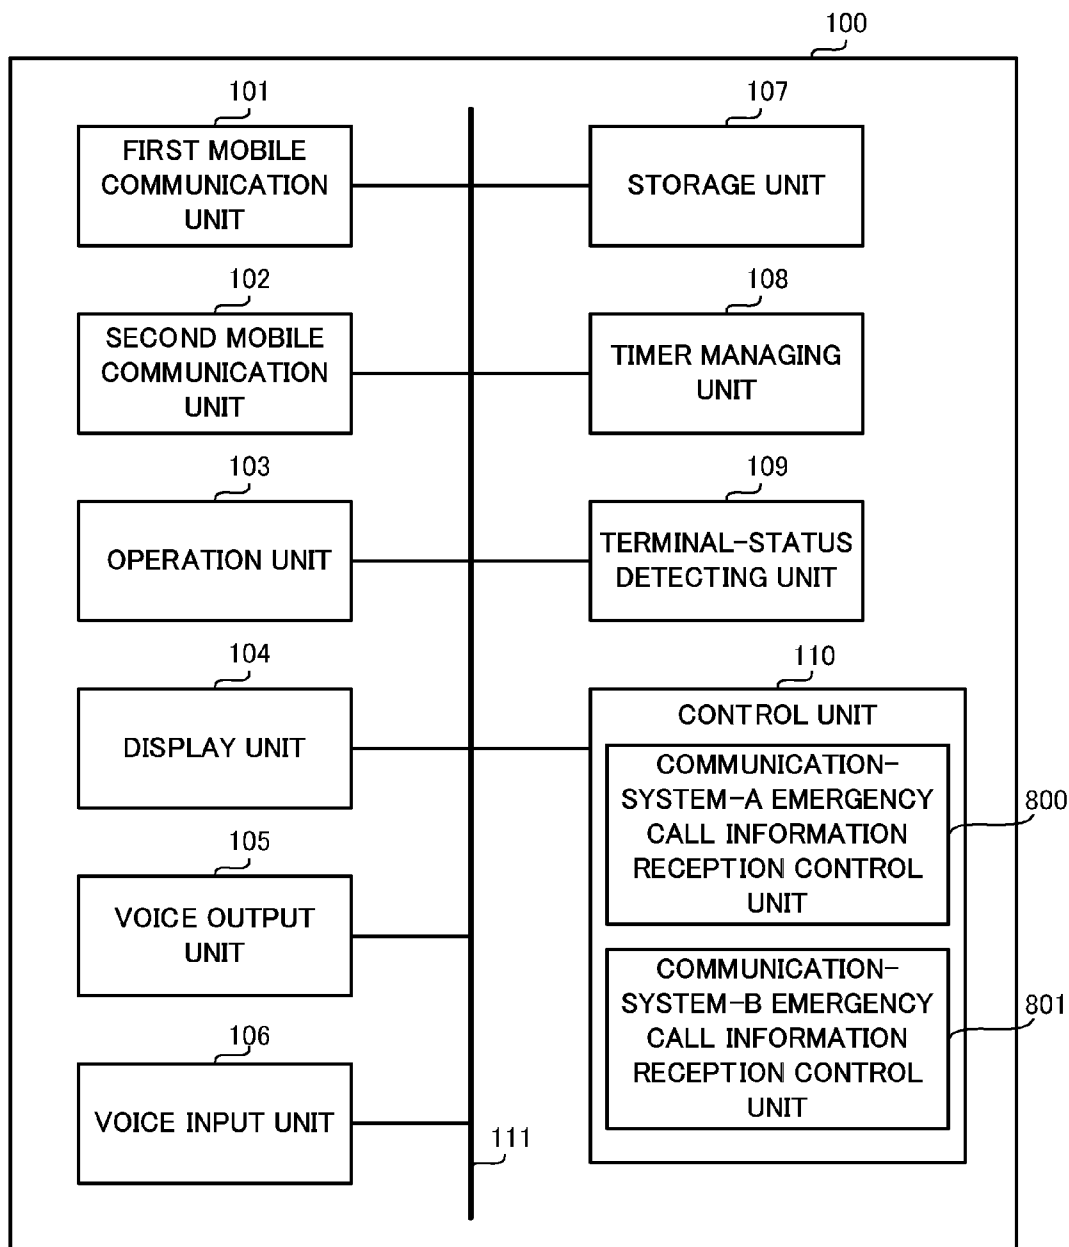 100
101
FIRST MOBILE
COMMUNICATION
UNIT
107
STORAGE UNIT
102
SECOND MOBILE
COMMUNICATION
UNIT
108
TIMER MANAGING
UNIT
103
OPERATION UNIT
109
TERMINAL-STATUS
DETECTING UNIT
104
DISPLAY UNIT
110
CONTROL UNIT
COMMUNICATION-
SYSTEM-A EMERGENCY
CALL INFORMATION
RECEPTION CONTROL
UNIT
800
105
VOICE OUTPUT
UNIT
COMMUNICATION-
SYSTEM-B EMERGENCY
CALL INFORMATION
RECEPTION CONTROL
UNIT
801
106
VOICE INPUT UNIT
111